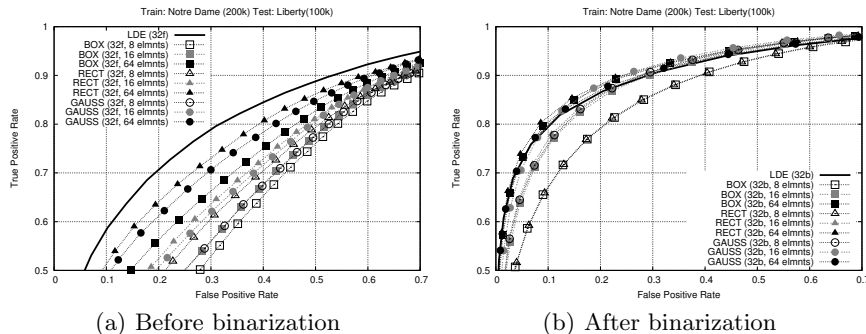 Train: Notre Dame (200k) Test: Liberty(100k)
1
0.9
0.8
0.7
0.6
0.5
0
0.1
0.2
0.3
0.4
0.5
0.6
0.7
True Positive Rate
False Positive Rate
LDE (32f)
BOX (32f, 8 elmnts)
BOX (32f, 16 elmnts)
BOX (32f, 64 elmnts)
RECT (32f, 8 elmnts)
RECT (32f, 16 elmnts)
RECT (32f, 64 elmnts)
GAUSS (32f, 8 elmnts)
GAUSS (32f, 16 elmnts)
GAUSS (32f, 64 elmnts)
(a) Before binarization
Train: Notre Dame (200k) Test: Liberty(100k)
1
0.9
0.8
0.7
0.6
0.5
0
0.1
0.2
0.3
0.4
0.5
0.6
0.7
True Positive Rate
False Positive Rate
LDE (32b)
BOX (32b, 8 elmnts)
BOX (32b, 16 elmnts)
BOX (32b, 64 elmnts)
RECT (32b, 8 elmnts)
RECT (32b, 16 elmnts)
RECT (32b, 64 elmnts)
GAUSS (32b, 8 elmnts)
GAUSS (32b, 16 elmnts)
GAUSS (32b, 64 elmnts)
(b) After binarization